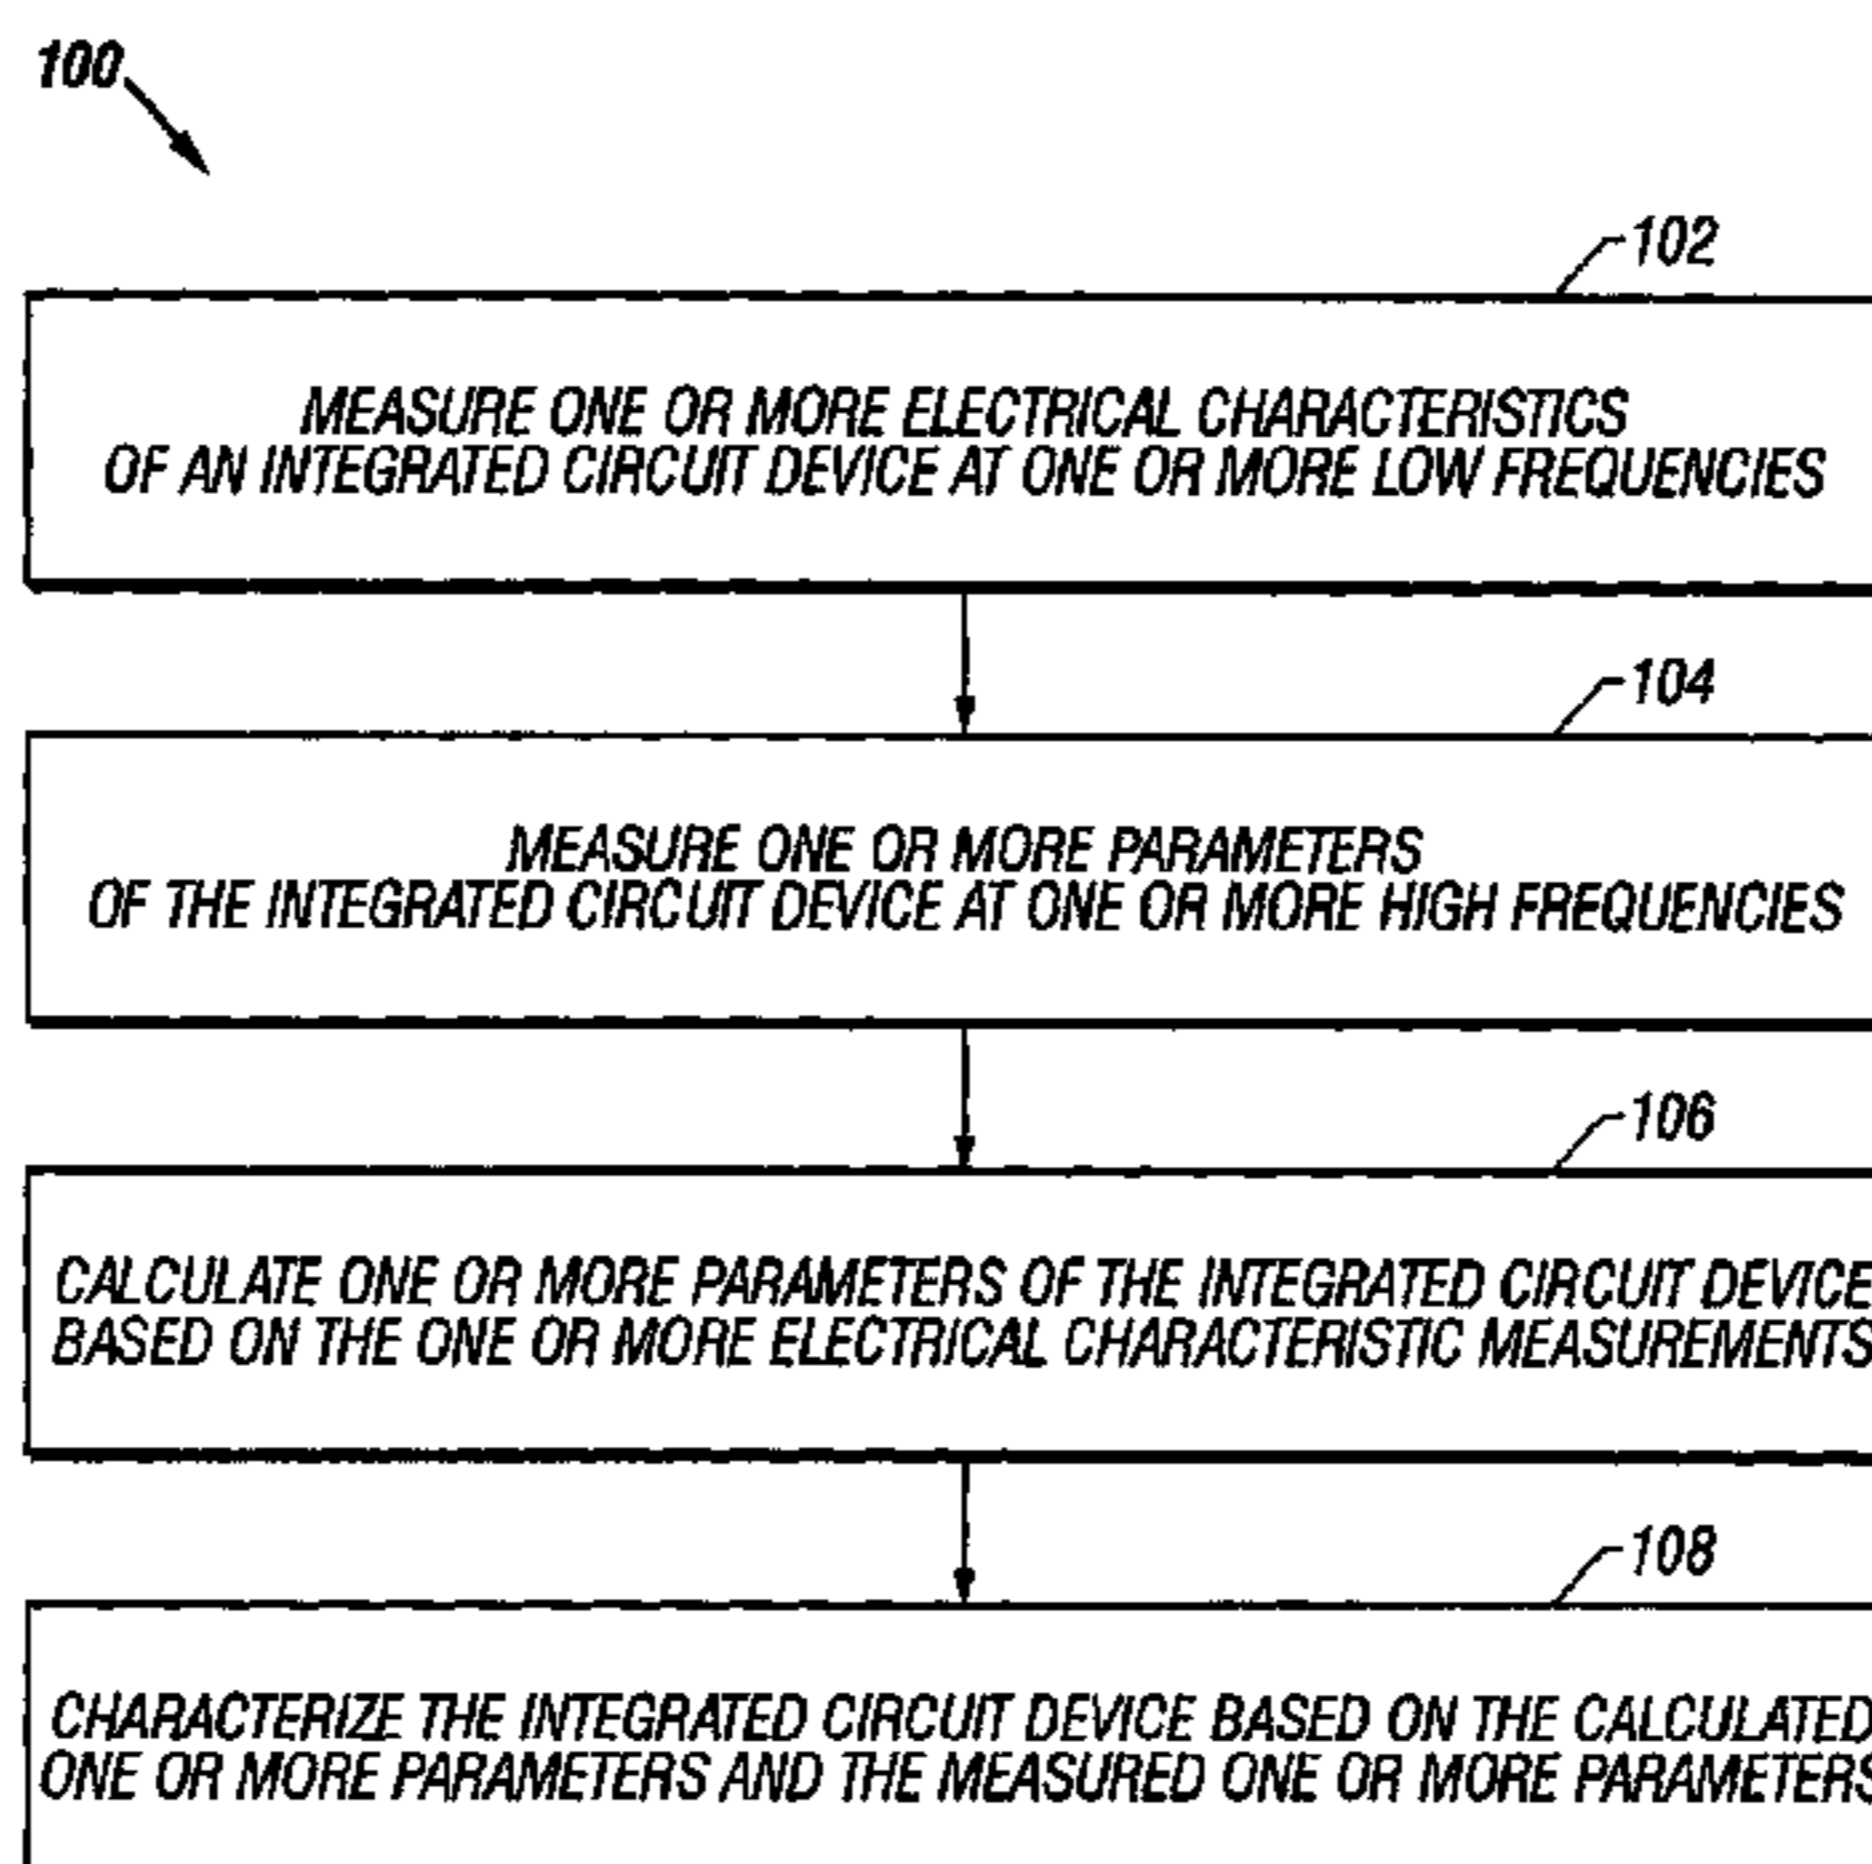 100
102
MEASURE ONE OR MORE ELECTRICAL CHARACTERISTICS
OF AN INTEGRATED CIRCUIT DEVICE AT ONE OR MORE LOW FREQUENCIES
104
MEASURE ONE OR MORE PARAMETERS
OF THE INTEGRATED CIRCUIT DEVICE AT ONE OR MORE HIGH FREQUENCIES
106
CALCULATE ONE OR MORE PARAMETERS OF THE INTEGRATED CIRCUIT DEVICE
BASED ON THE ONE OR MORE ELECTRICAL CHARACTERISTIC MEASUREMENTS
108
CHARACTERIZE THE INTEGRATED CIRCUIT DEVICE BASED ON THE CALCULATED
ONE OR MORE PARAMETERS AND THE MEASURED ONE OR MORE PARAMETERS